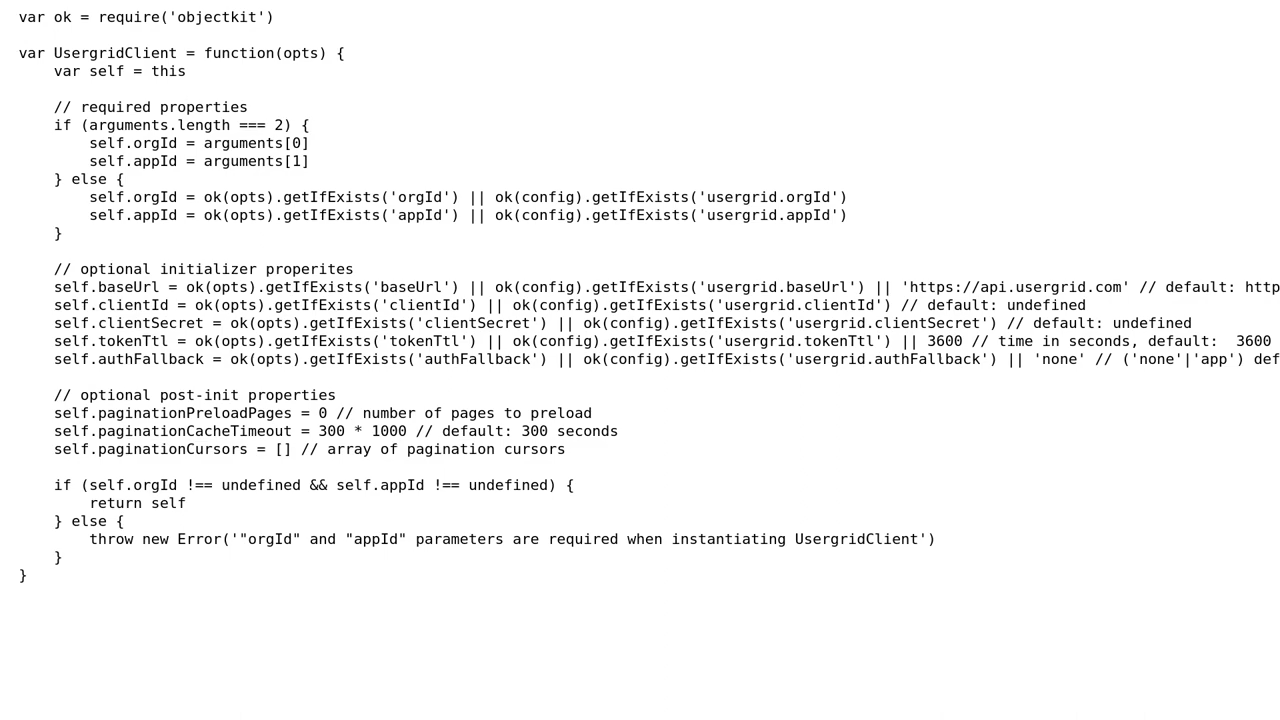 var ok = require('objectkit')

var UsergridClient = function(opts) {
    var self = this

    // required properties
    if (arguments.length === 2) {
        self.orgId = arguments[0]
        self.appId = arguments[1]
    } else {
        self.orgId = ok(opts).getIfExists('orgId') || ok(config).getIfExists('usergrid.orgId')
        self.appId = ok(opts).getIfExists('appId') || ok(config).getIfExists('usergrid.appId')
    }

    // optional initializer properites
    self.baseUrl = ok(opts).getIfExists('baseUrl') || ok(config).getIfExists('usergrid.baseUrl') || 'https://api.usergrid.com' // default: http
    self.clientId = ok(opts).getIfExists('clientId') || ok(config).getIfExists('usergrid.clientId') // default: undefined
    self.clientSecret = ok(opts).getIfExists('clientSecret') || ok(config).getIfExists('usergrid.clientSecret') // default: undefined
    self.tokenTtl = ok(opts).getIfExists('tokenTtl') || ok(config).getIfExists('usergrid.tokenTtl') || 3600 // time in seconds, default:  3600
    self.authFallback = ok(opts).getIfExists('authFallback') || ok(config).getIfExists('usergrid.authFallback') || 'none' // ('none'|'app') def

    // optional post-init properties
    self.paginationPreloadPages = 0 // number of pages to preload
    self.paginationCacheTimeout = 300 * 1000 // default: 300 seconds
    self.paginationCursors = [] // array of pagination cursors

    if (self.orgId !== undefined && self.appId !== undefined) {
        return self
    } else {
        throw new Error('"orgId" and "appId" parameters are required when instantiating UsergridClient')
    }
}